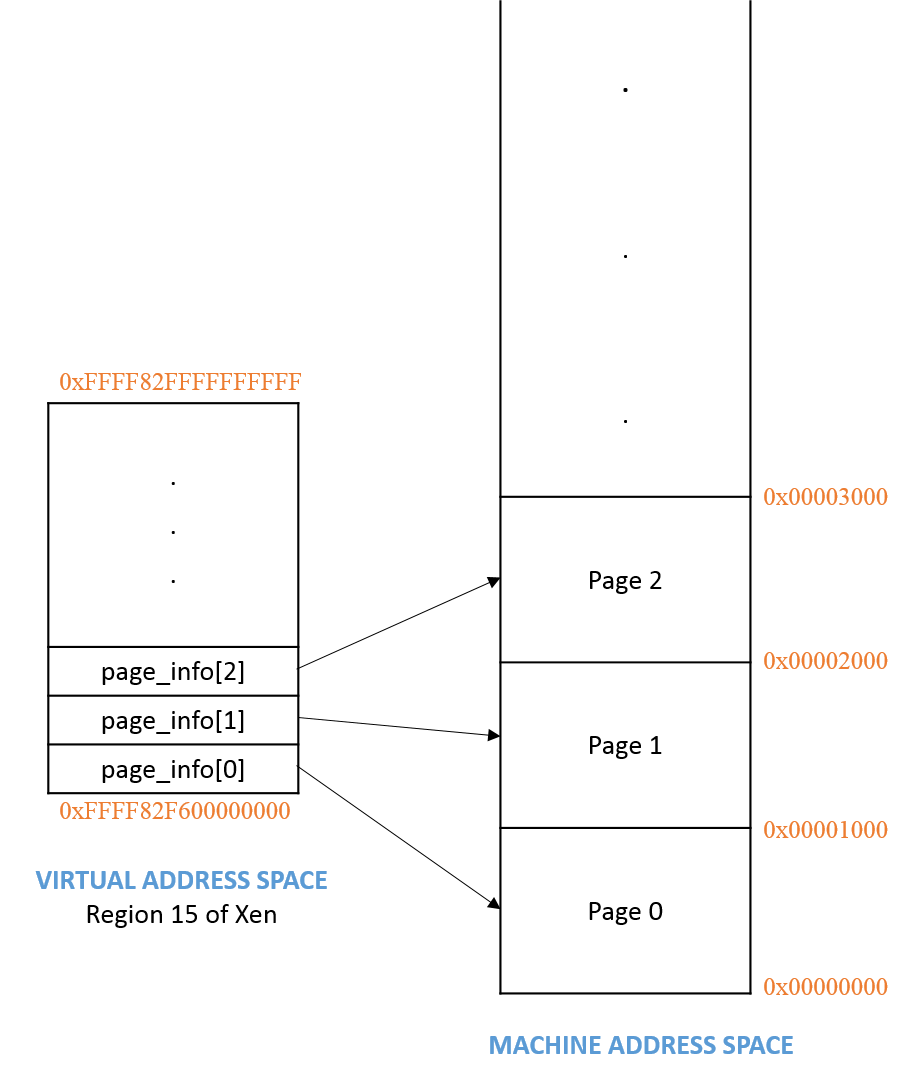 0xFFFF82FFFFFFFFFF
.
.
.
page_info[2]
page_info[1]
page_info[0]
0xFFFF82F600000000
VIRTUAL ADDRESS SPACE
Region 15 of Xen
.
.
.
0x00003000
Page 2
0x00002000
Page 1
0x00001000
Page 0
0x00000000
MACHINE ADDRESS SPACE